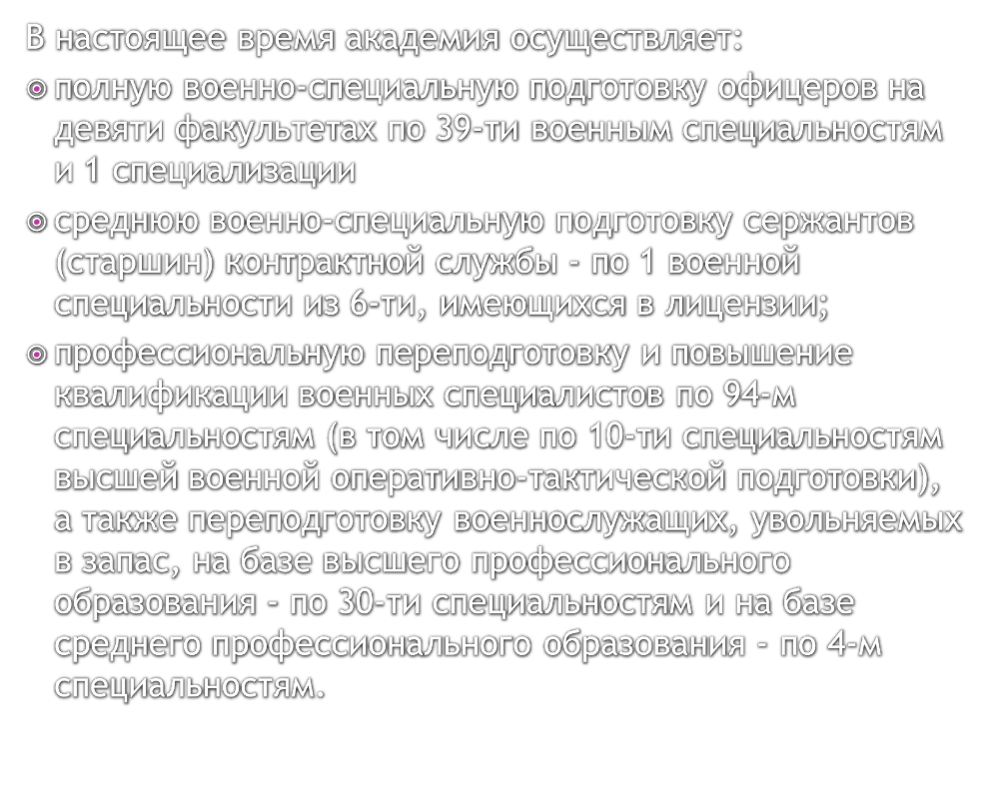 В настоящее время академия осуществляет:
полную военно-специальную подготовку офицеров на
девяти факультетах по 39-ти военным специальностям
и 1 специализации
среднюю военно-специальную подготовку сержантов
(старшин) контрактной службы - по 1 военной
специальности из 6-ти, имеющихся в лицензии;
профессиональную переподготовку и повышение
квалификации военных специалистов по 94-м
специальностям (в том числе по 10-ти специальностям
высшей военной оперативно-тактической подготовки),
а также переподготовку военнослужащих, увольняемых
в запас, на базе высшего профессионального
образования - по 30-ти специальностям и на базе
среднего профессионального образования - по 4-м
специальностям.